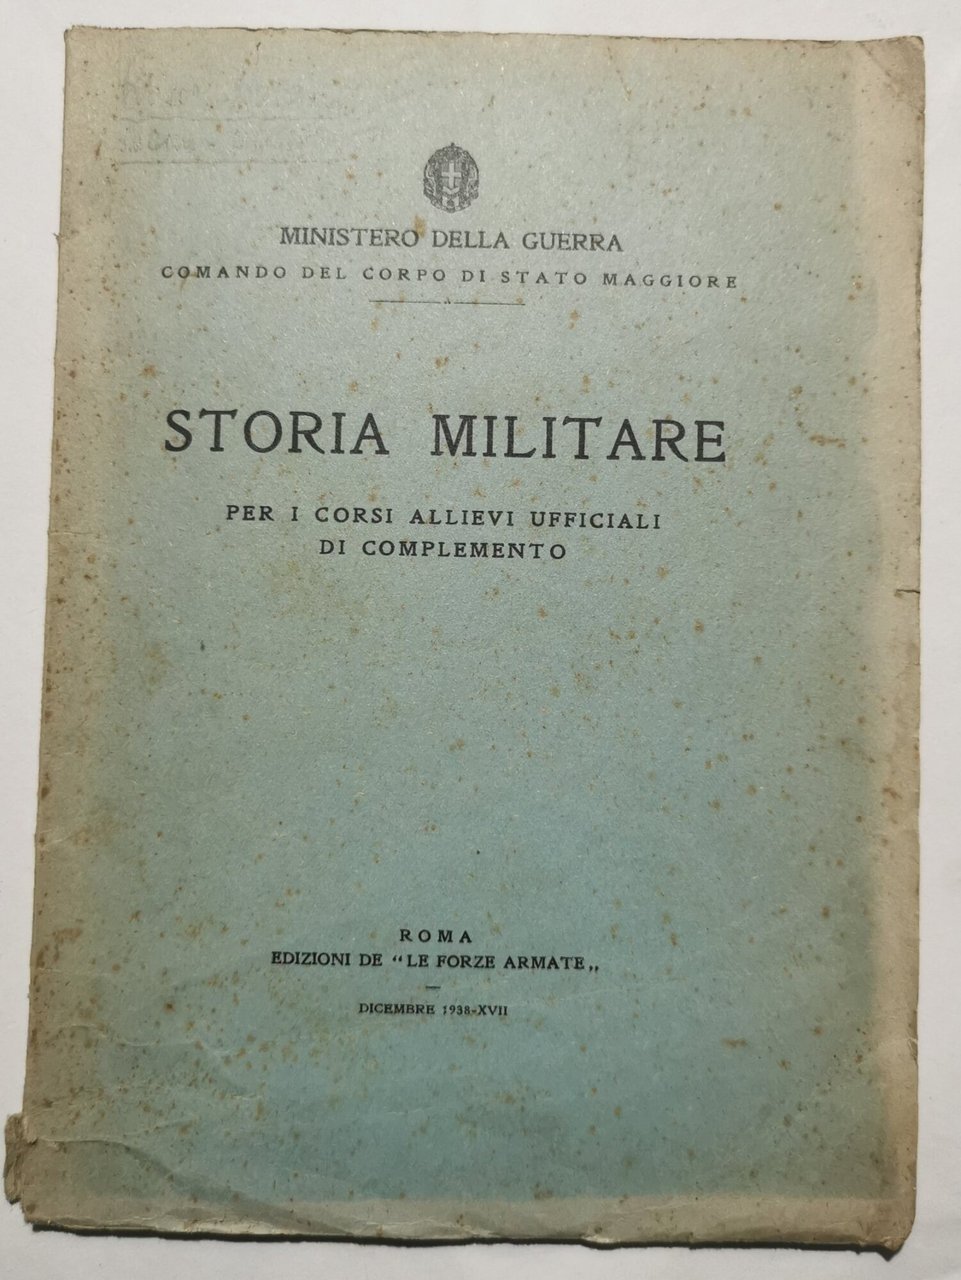 MINISTERO DELLA GUERRA
COMANDO DEL CORPO DI STATO MAGGIORE
STORIA MILITARE
PER I CORSI ALLIEVI UFFICIALI
DI COMPLEMENTO
ROMA
EDIZIONI DE "LE FORZE ARMATE„
DICEMBRE 1938-XVII